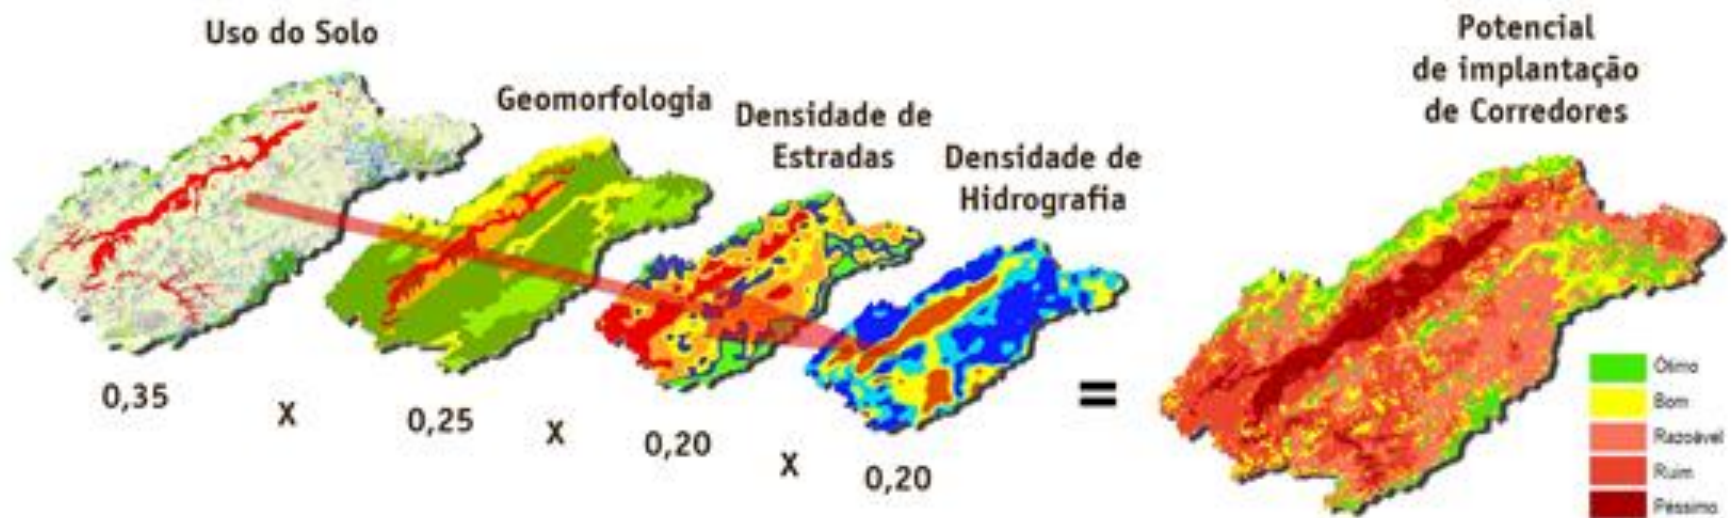 Uso do Solo
Geomorfologia
Densidade de
Estradas
Densidade de
Hidrografia
Potencial
de implantação
de Corredores
0,35
X
0,25
X
0,20
X
0,20
=
Ótimo
Bom
Razoável
Ruim
Péssimo